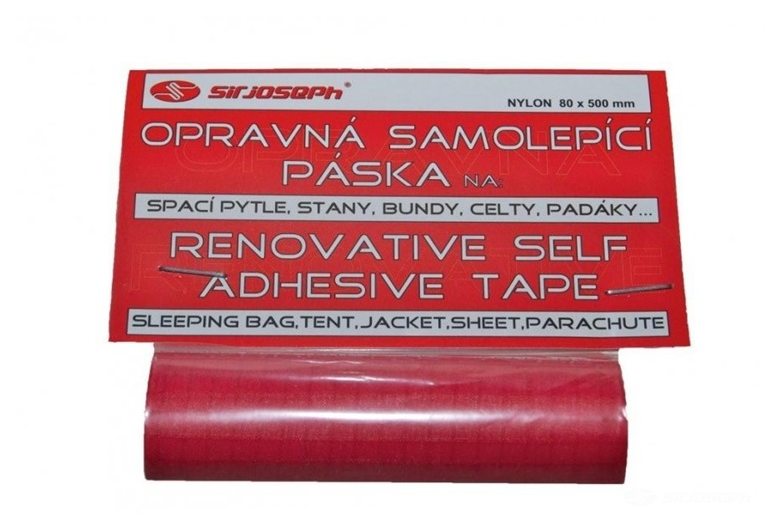 SirJoseph®
NYLON 80 x 500 mm
OPRAVNÁ SAMOLEPÍCÍ
PÁSKA NA:
SPACÍ PYTLE, STANY, BUNDY, CELTY, PADÁKY...
RENOVATIVE SELF
ADHESIVE TAPE
SLEEPING BAG,TENT,JACKET,SHEET,PARACHUTE
SirJoseph